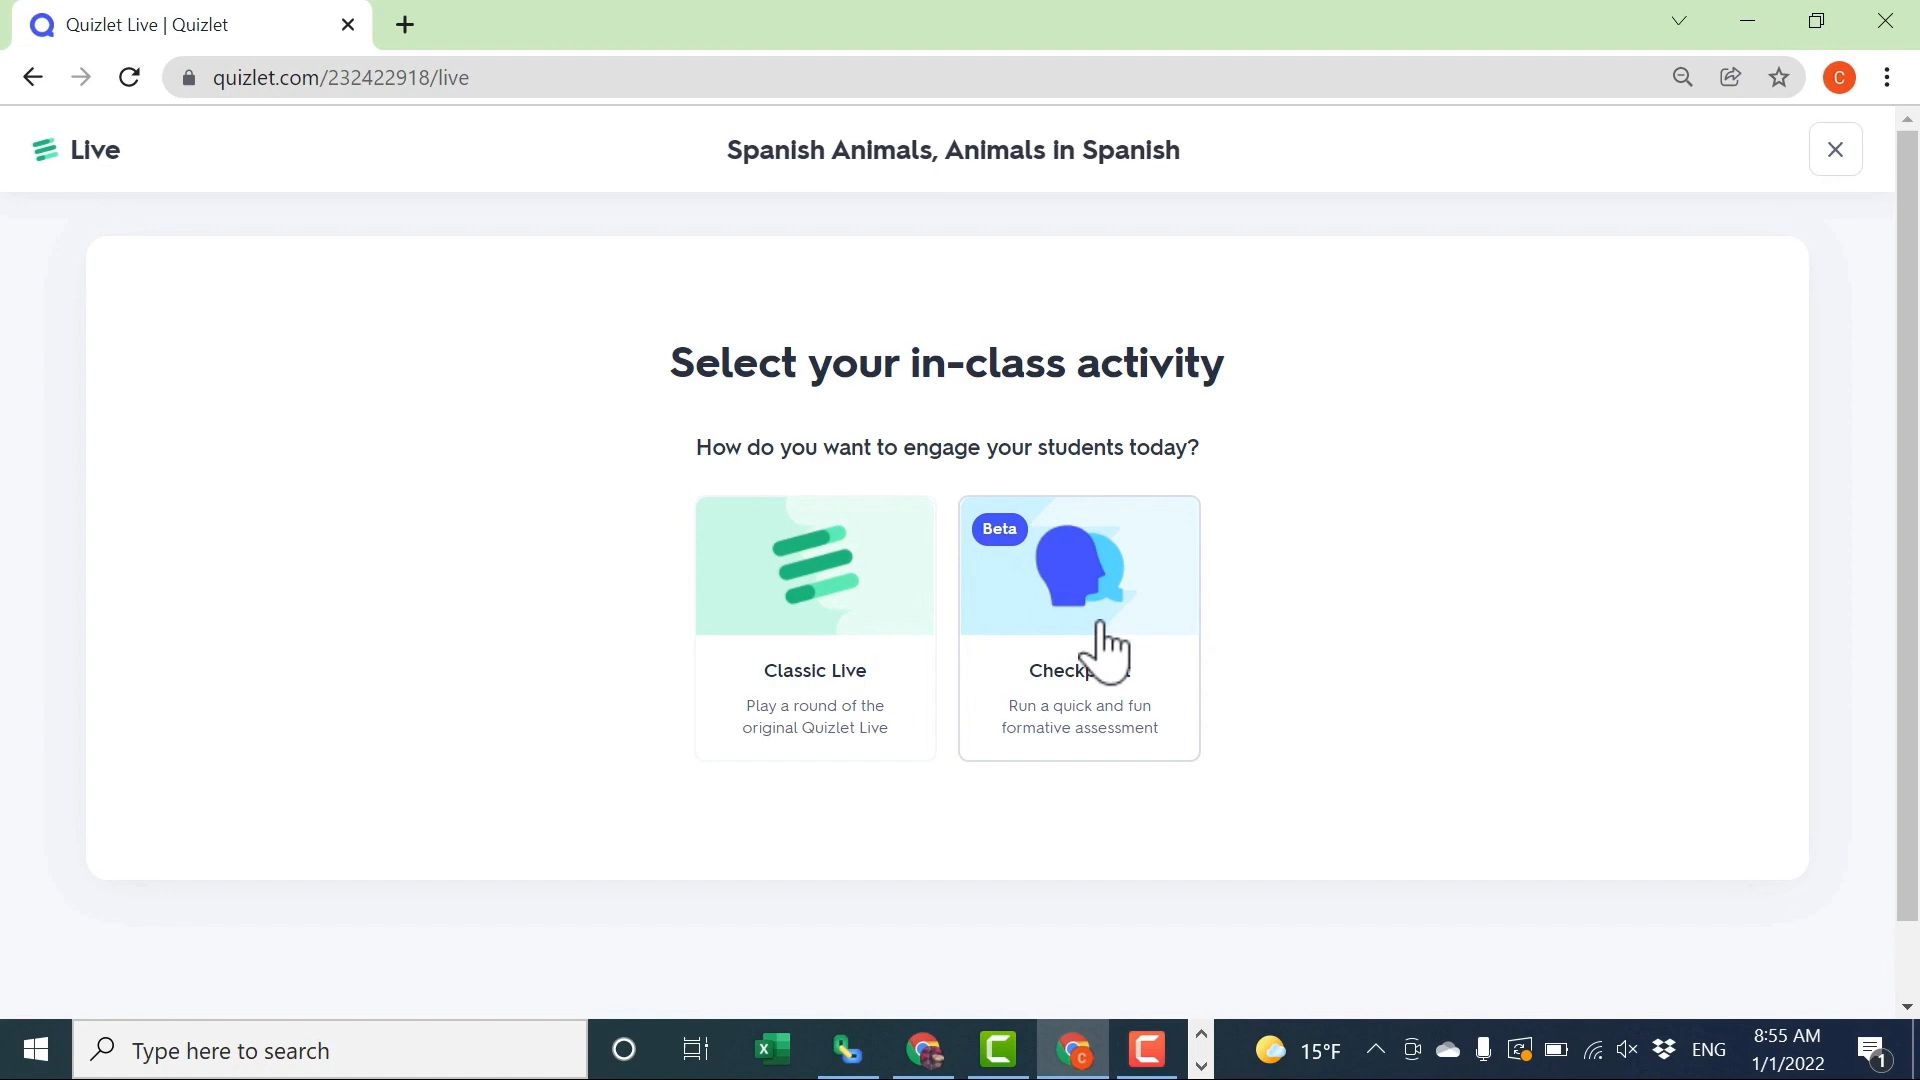 Quizlet Live | Quizlet
quizlet.com/232422918/live
C
Live
Spanish Animals, Animals in Spanish
Select your in-class activity
How do you want to engage your students today?
Beta
Classic Live
Play a round of the
original Quizlet Live
Run a quick and fun
formative assessment
Type here to search
15°F
ENG
8:55 AM
1/1/2022
1